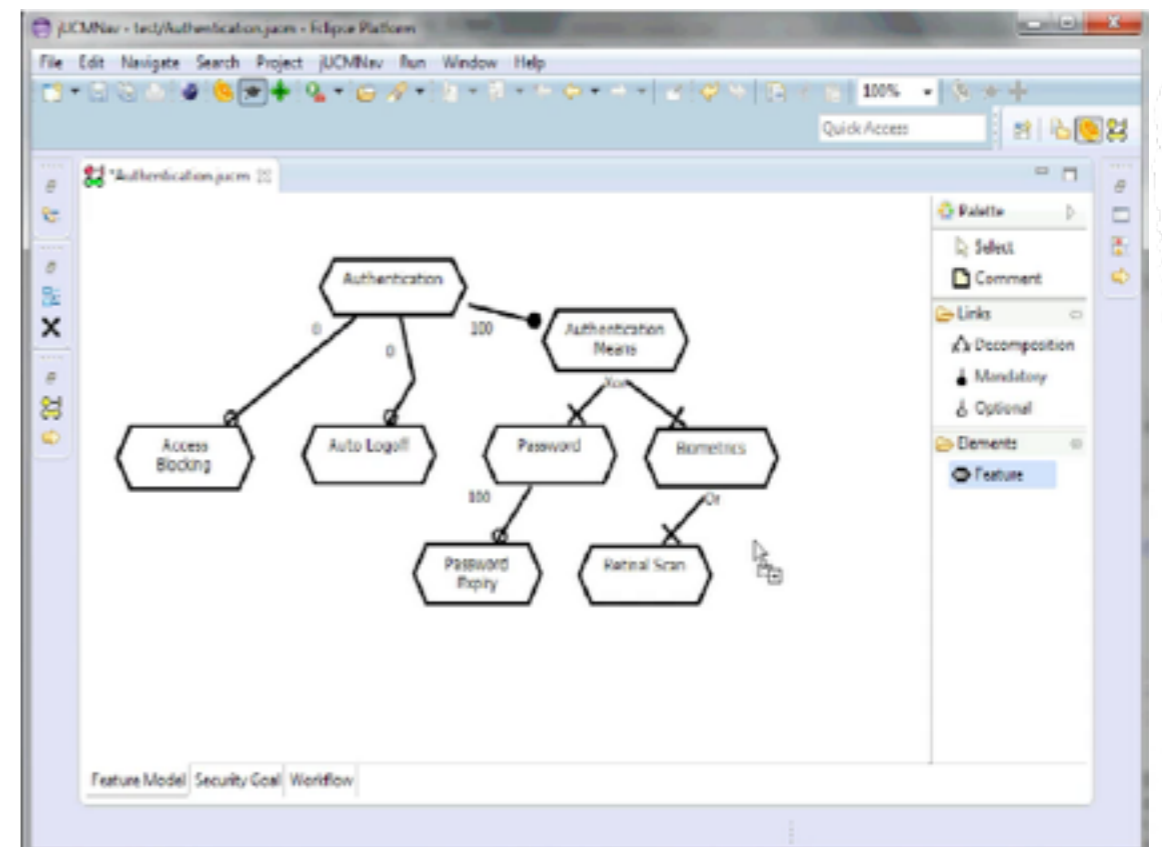 jUCMNav - test/Authentication.jucm - Eclipse Platform
File Edit Navigate Search Project jUCMNav Run Window Help
100%
Quick Access
*Authentication.jucm
Palette
Select
Comment
Links
Decomposition
Mandatory
Optional
Elements
Feature
Authentication
0
0
100
Authentication
Means
Xor
Access
Blocking
Auto Logoff
Password
Biometrics
100
Or
Password
Expiry
Retinal Scan
Feature Model Security Goal Workflow